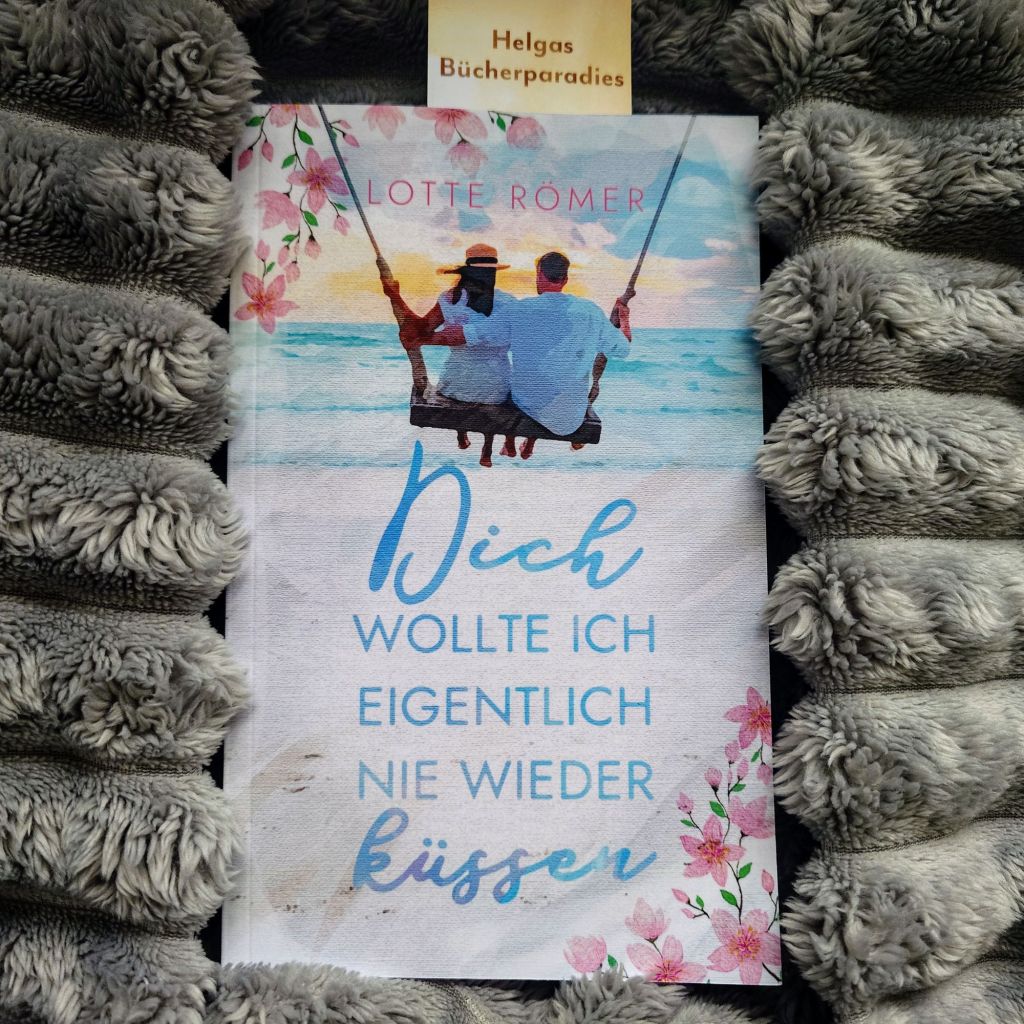 Helgas
Bücherparadies
LOTTE RÖMER
Dich
WOLLTE ICH
EIGENTLICH
NIE WIEDER
küssen